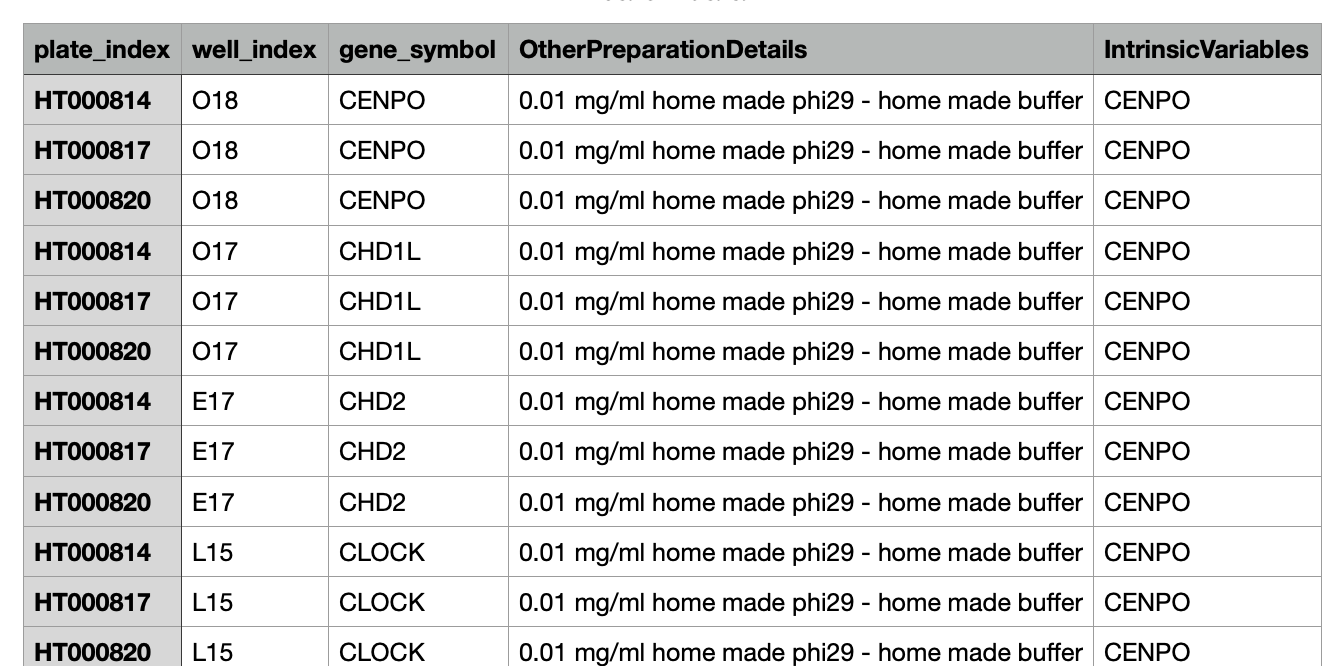 plate_index well_index gene_symbol OtherPreparationDetails IntrinsicVariables
HT000814 O18 CENPO 0.01 mg/ml home made phi29 - home made buffer CENPO
HT000817 O18 CENPO 0.01 mg/ml home made phi29 - home made buffer CENPO
HT000820 O18 CENPO 0.01 mg/ml home made phi29 - home made buffer CENPO
HT000814 O17 CHD1L 0.01 mg/ml home made phi29 - home made buffer CENPO
HT000817 O17 CHD1L 0.01 mg/ml home made phi29 - home made buffer CENPO
HT000820 O17 CHD1L 0.01 mg/ml home made phi29 - home made buffer CENPO
HT000814 E17 CHD2 0.01 mg/ml home made phi29 - home made buffer CENPO
HT000817 E17 CHD2 0.01 mg/ml home made phi29 - home made buffer CENPO
HT000820 E17 CHD2 0.01 mg/ml home made phi29 - home made buffer CENPO
HT000814 L15 CLOCK 0.01 mg/ml home made phi29 - home made buffer CENPO
HT000817 L15 CLOCK 0.01 mg/ml home made phi29 - home made buffer CENPO
HT000820 L15 CLOCK 0.01 mg/ml home made phi29 - home made buffer CENPO